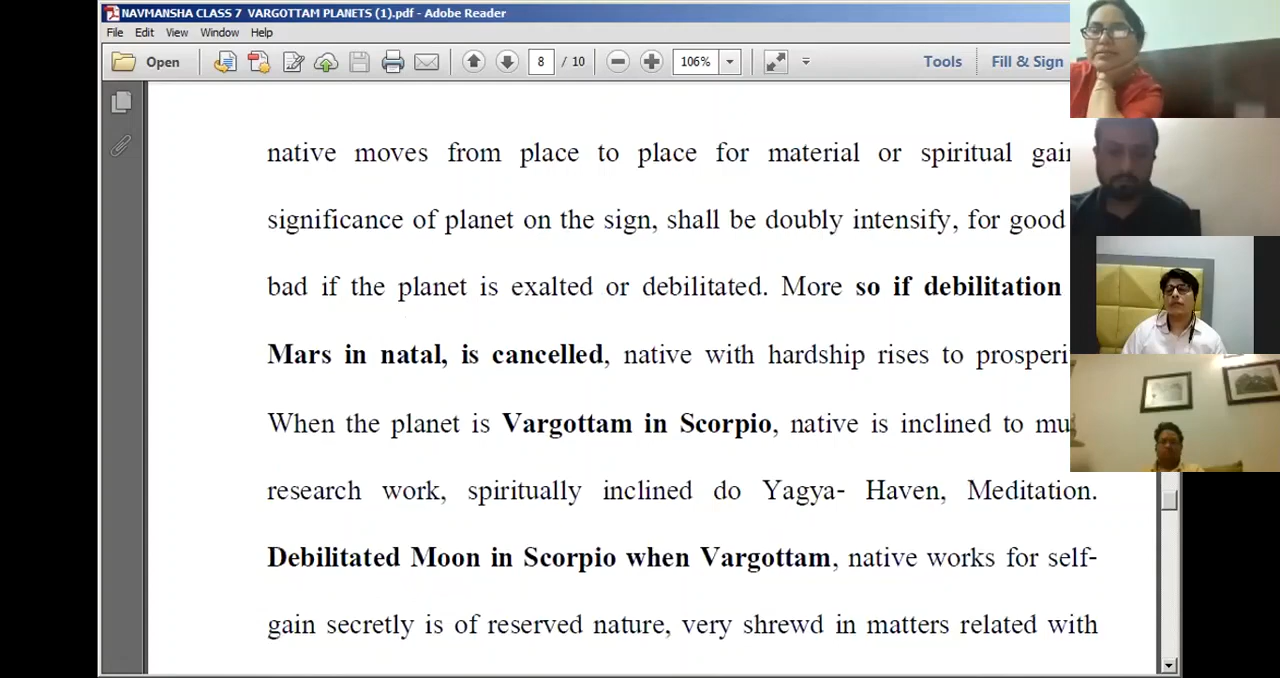 NAVMANSHA CLASS 7 VARGOTTAM PLANETS (1).pdf - Adobe Reader
File Edit View Window Help
Open 8 / 10 106% Tools Fill & Sign
native moves from place to place for material or spiritual
significance of planet on the sign, shall be doubly intensify, for good
bad if the planet is exalted or debilitated. More so if debilitation
Mars in natal, is cancelled, native with hardship rises to
When the planet is Vargottam in Scorpio, native is inclined to
research work, spiritually inclined do Yagya- Haven, Meditation.
Debilitated Moon in Scorpio when Vargottam, native works for self-
gain secretly is of reserved nature, very shrewd in matters related with